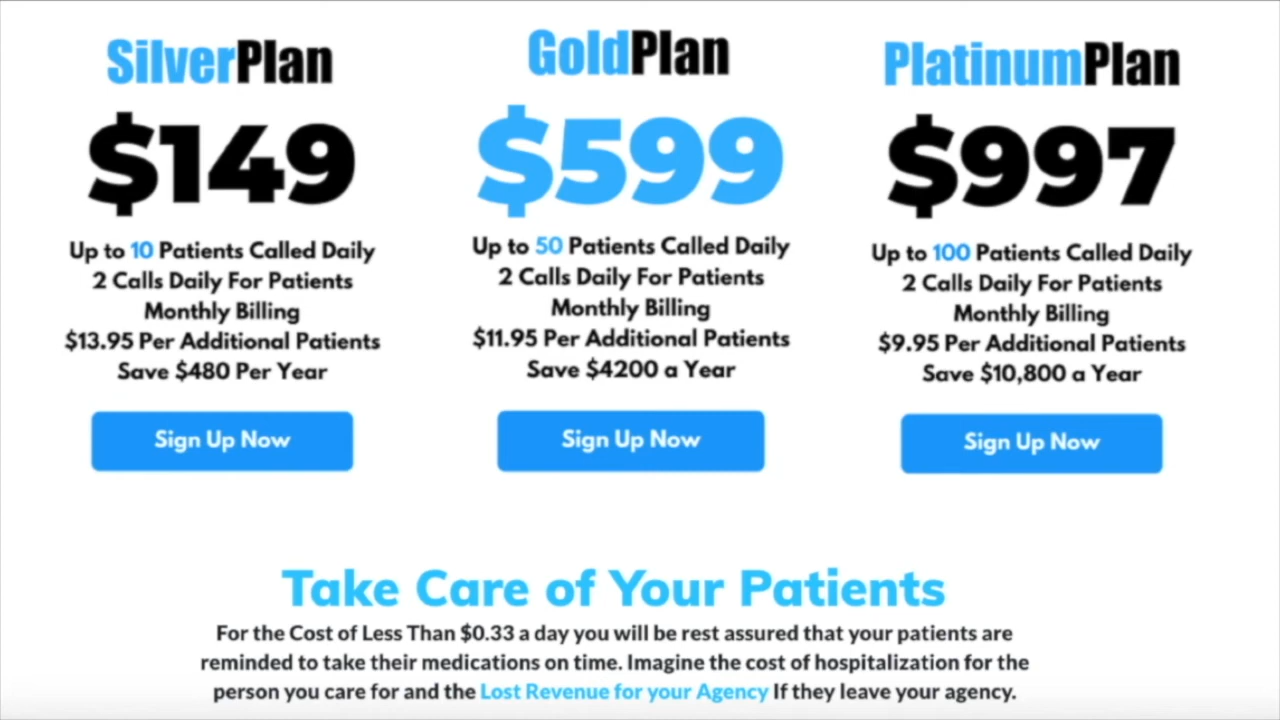 SilverPlan
$149
Up to 10 Patients Called Daily
2 Calls Daily For Patients
Monthly Billing
$13.95 Per Additional Patients
Save $480 Per Year
Sign Up Now
GoldPlan
$599
Up to 50 Patients Called Daily
2 Calls Daily For Patients
Monthly Billing
$11.95 Per Additional Patients
Save $4200 a Year
Sign Up Now
PlatinumPlan
$997
Up to 100 Patients Called Daily
2 Calls Daily For Patients
Monthly Billing
$9.95 Per Additional Patients
Save $10,800 a Year
Sign Up Now
Take Care of Your Patients
For the Cost of Less Than $0.33 a day you will be rest assured that your patients are
reminded to take their medications on time. Imagine the cost of hospitalization for the
person you care for and the Lost Revenue for your Agency If they leave your agency.